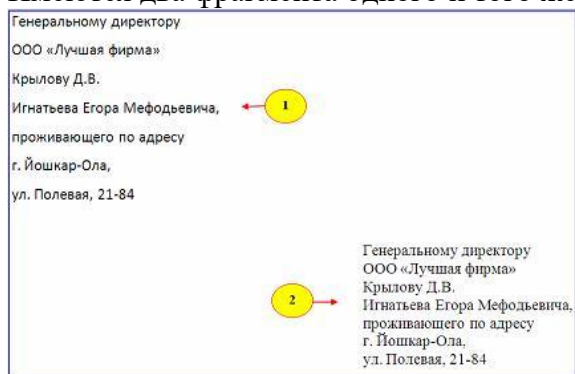 Генеральному директору
ООО «Лучшая фирма»
Крылову Д.В.
Игнатьева Егора Мефодьевича,
1
проживающего по адресу
г. Йошкар-Ола,
ул. Полевая, 21-84
Генеральному директору
ООО «Лучшая фирма»
Крылову Д.В.
2
Игнатьева Егора Мефодьевича,
проживающего по адресу
г. Йошкар-Ола,
ул. Полевая, 21-84